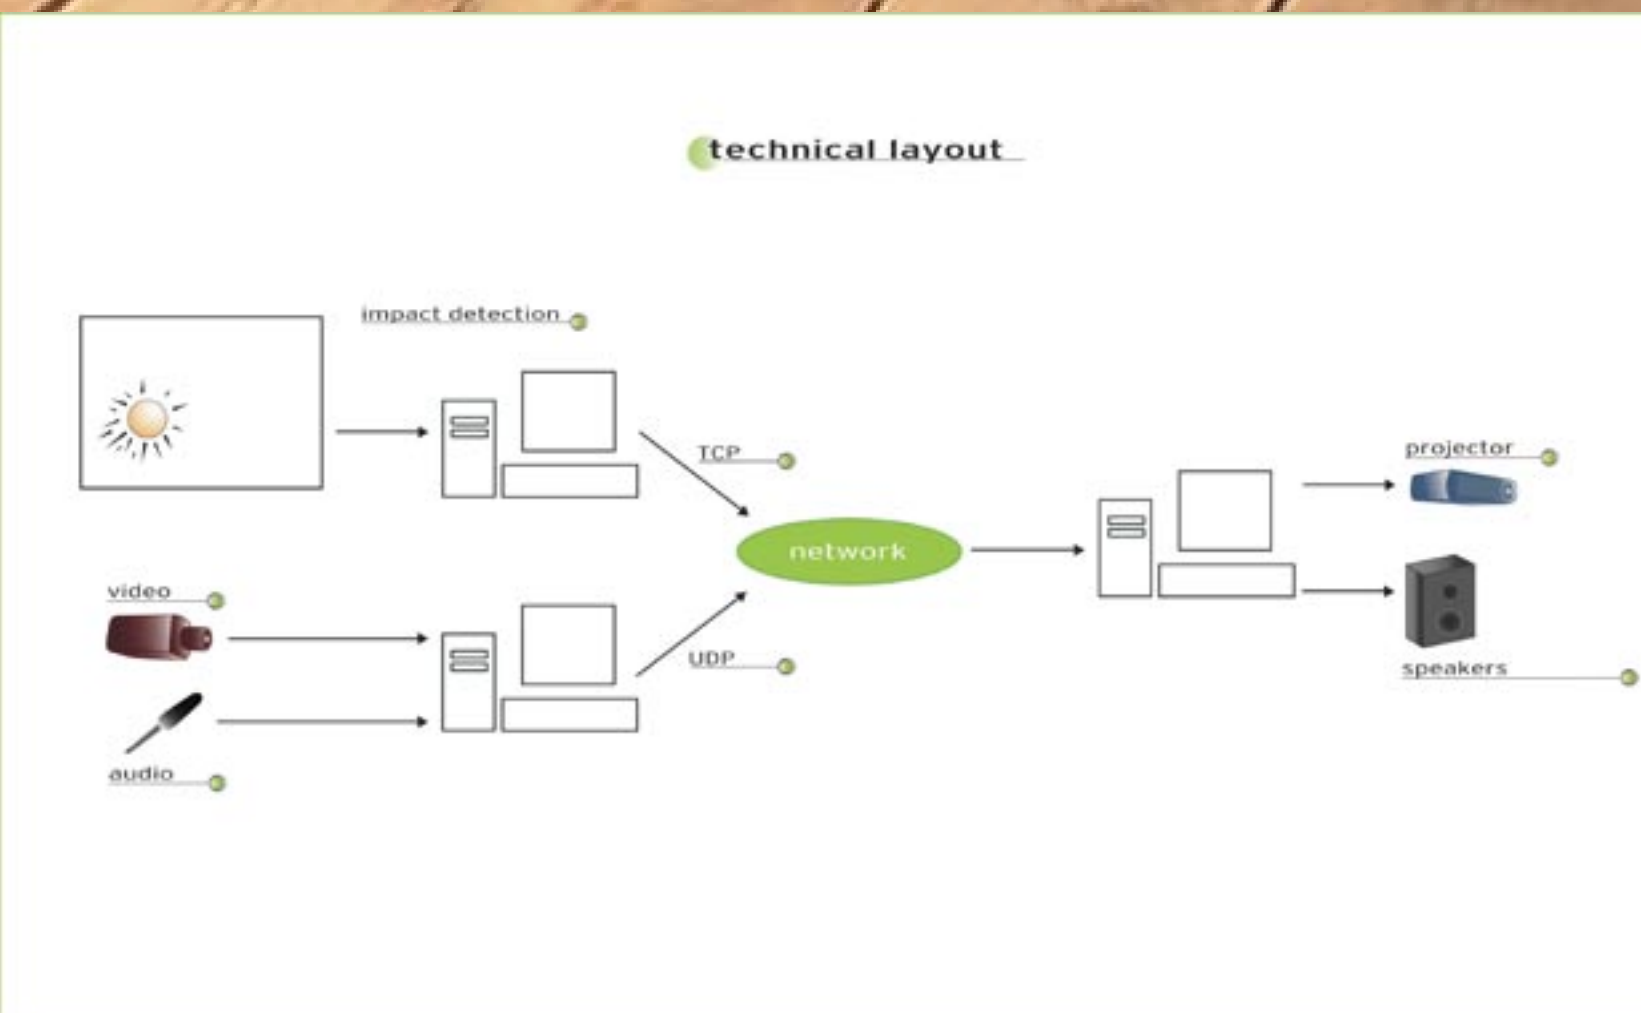 technical layout
impact detection
TCP
projector
network
video
UDP
speakers
audio